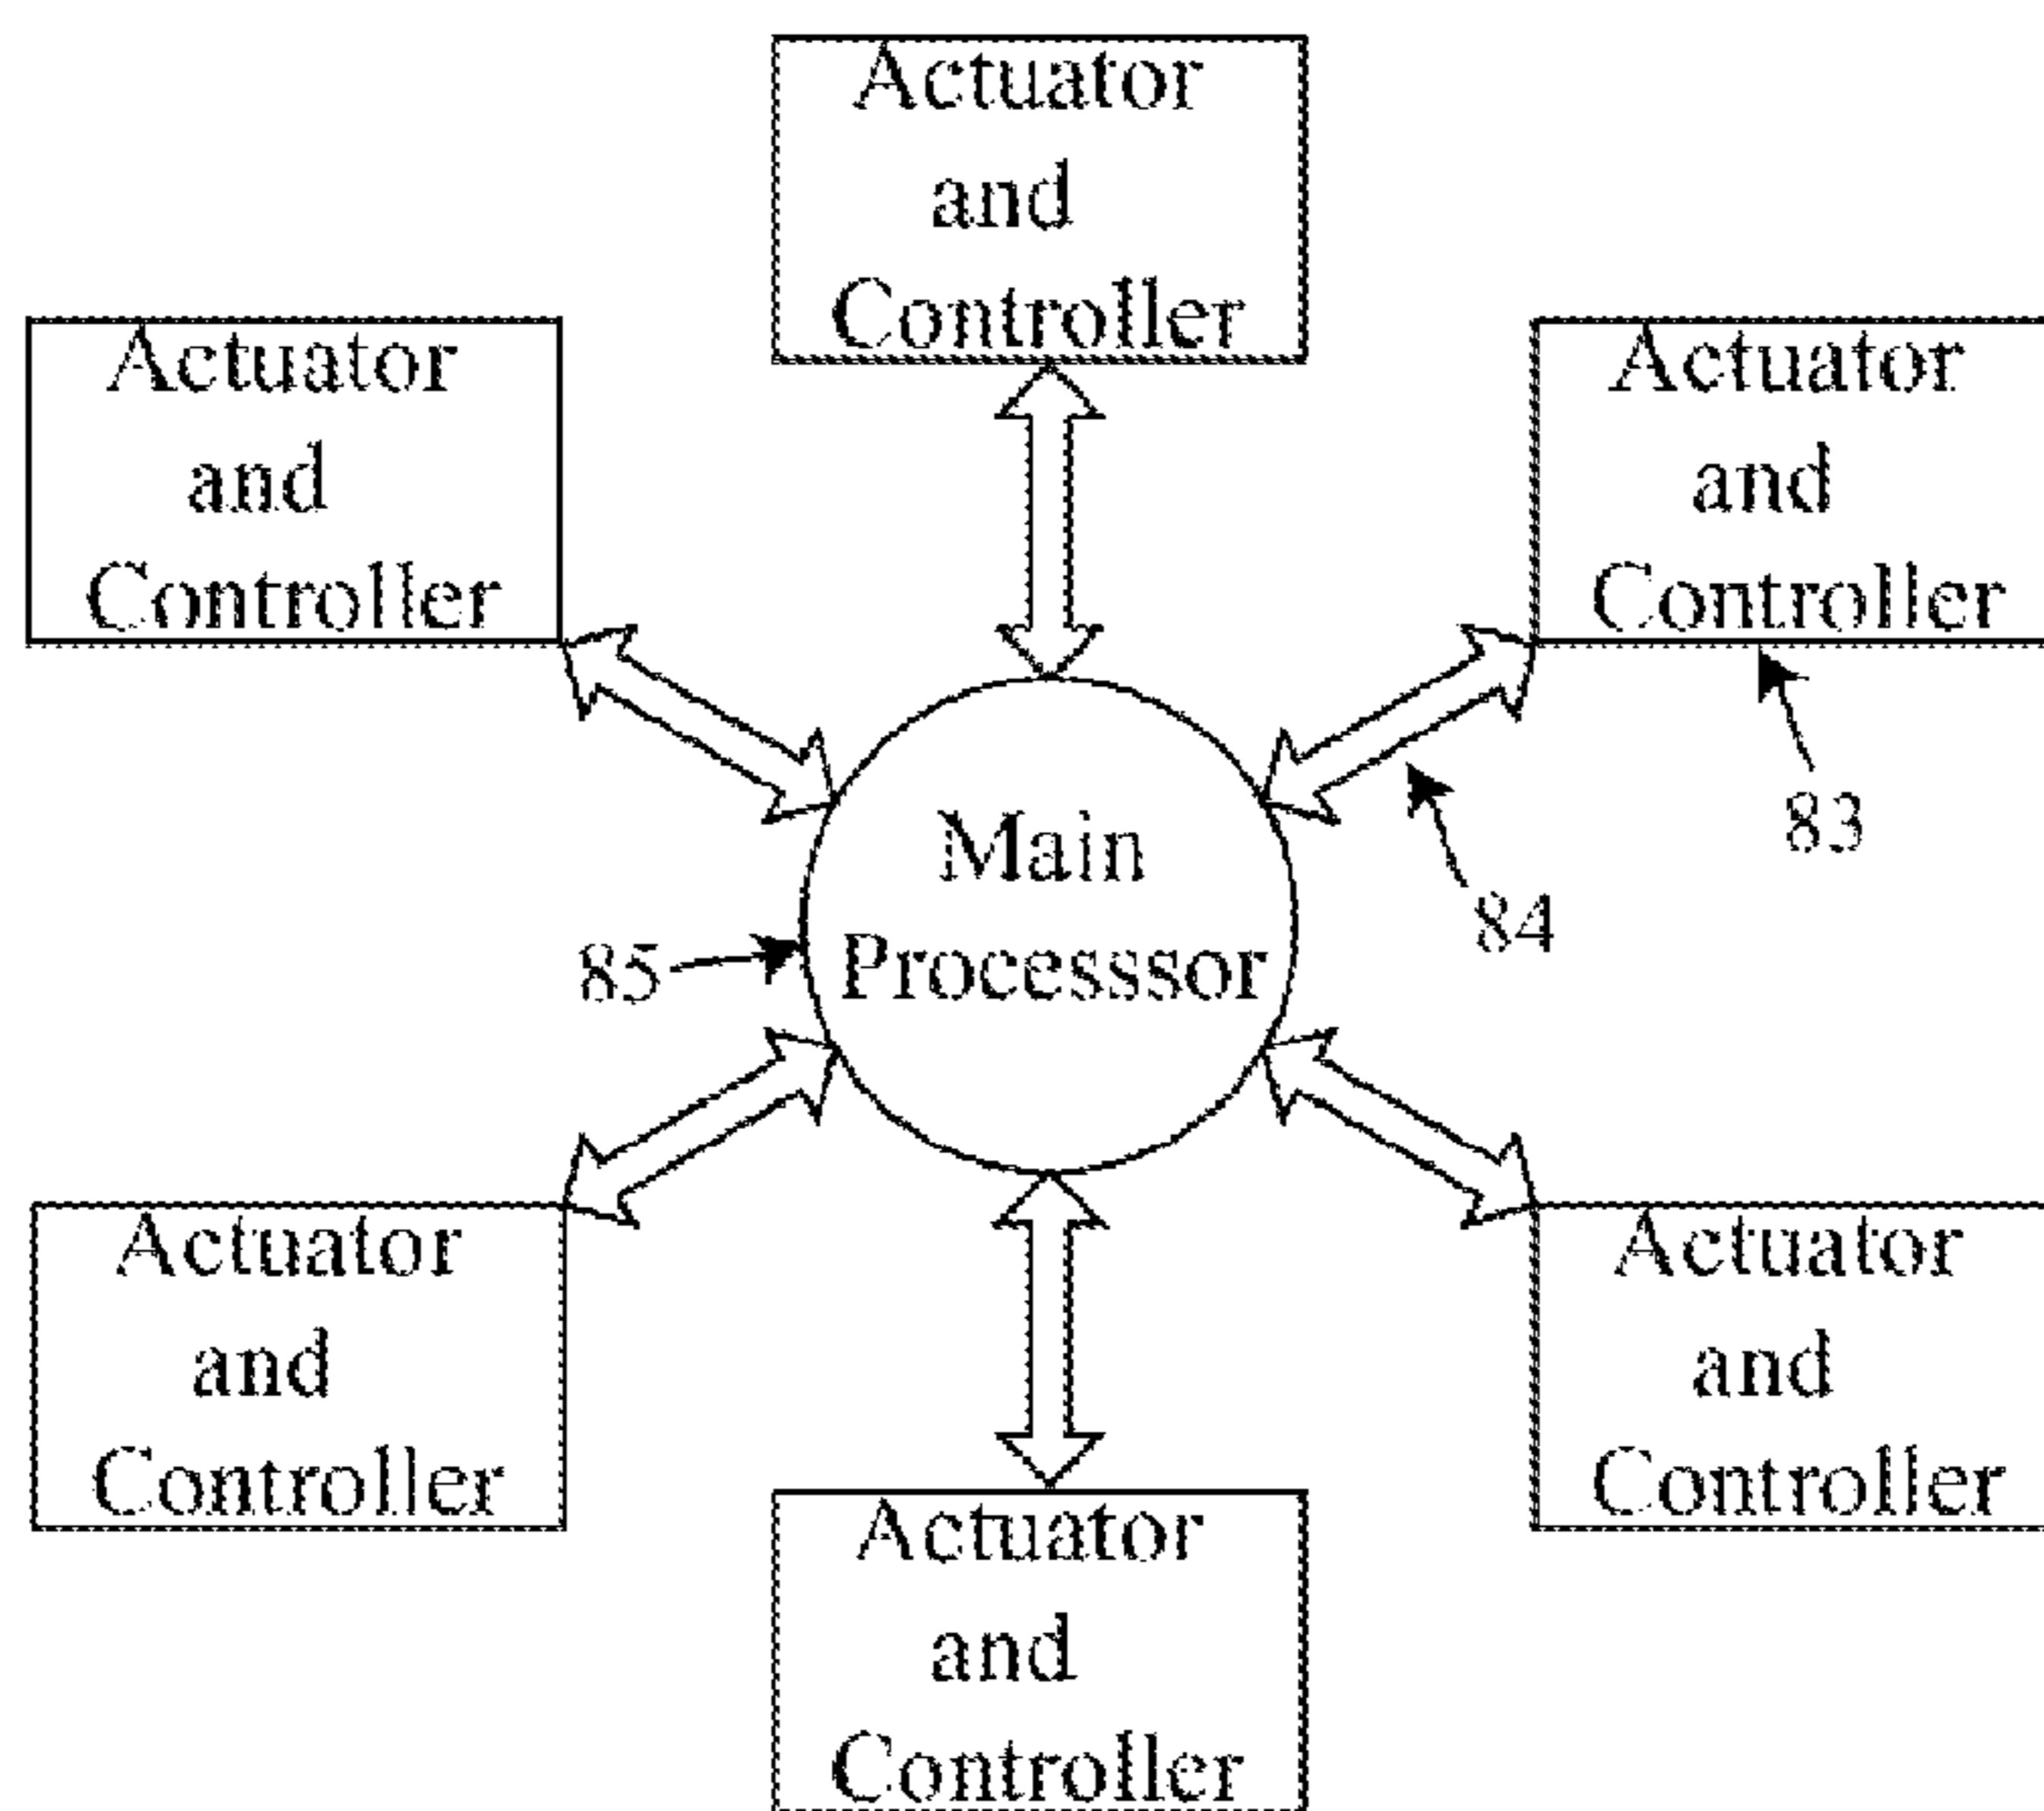 Actuator
and
Controller
Actuator
and
Controller
Actuator
and
Controller
83
84
Main
Processsor
85
Actuator
and
Controller
Actuator
and
Controller
Actuator
and
Controller